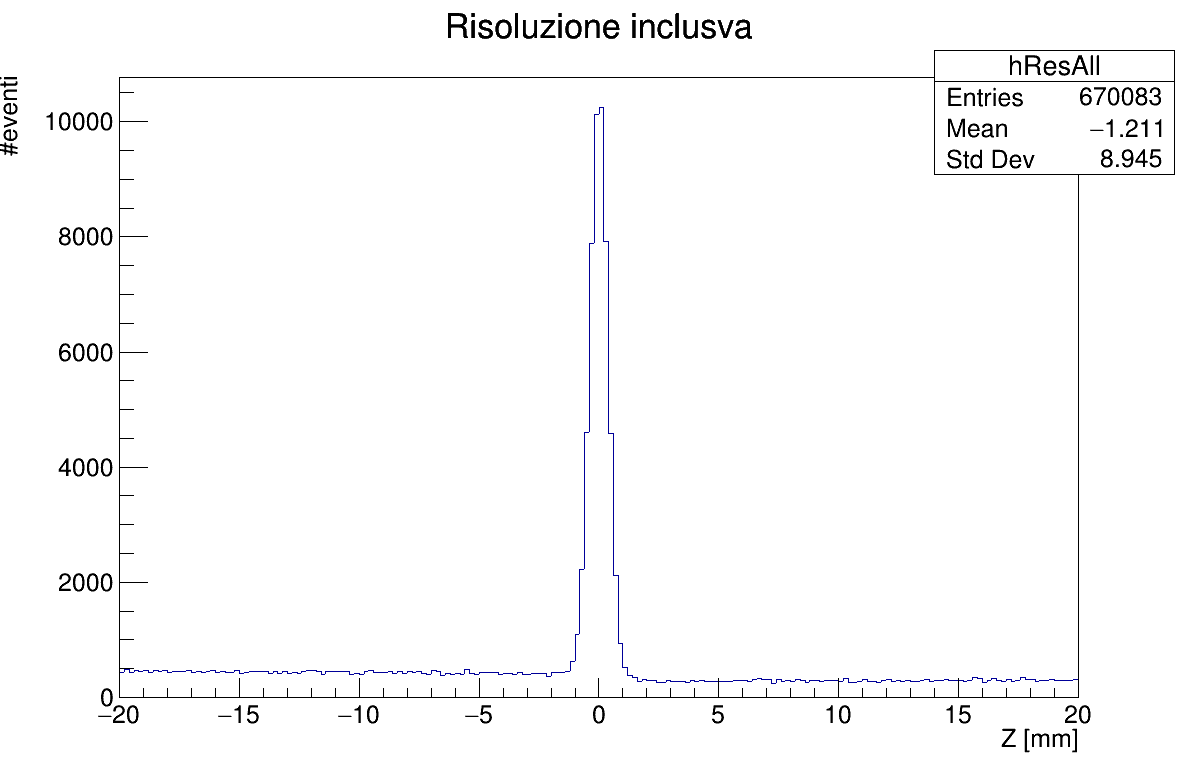 Risoluzione inclusva
hResAll
Entries 670083
Mean −1.211
Std Dev 8.945
#eventi
10000
8000
6000
4000
2000
0
−20 −15 −10 −5 0 5 10 15 20
Z [mm]